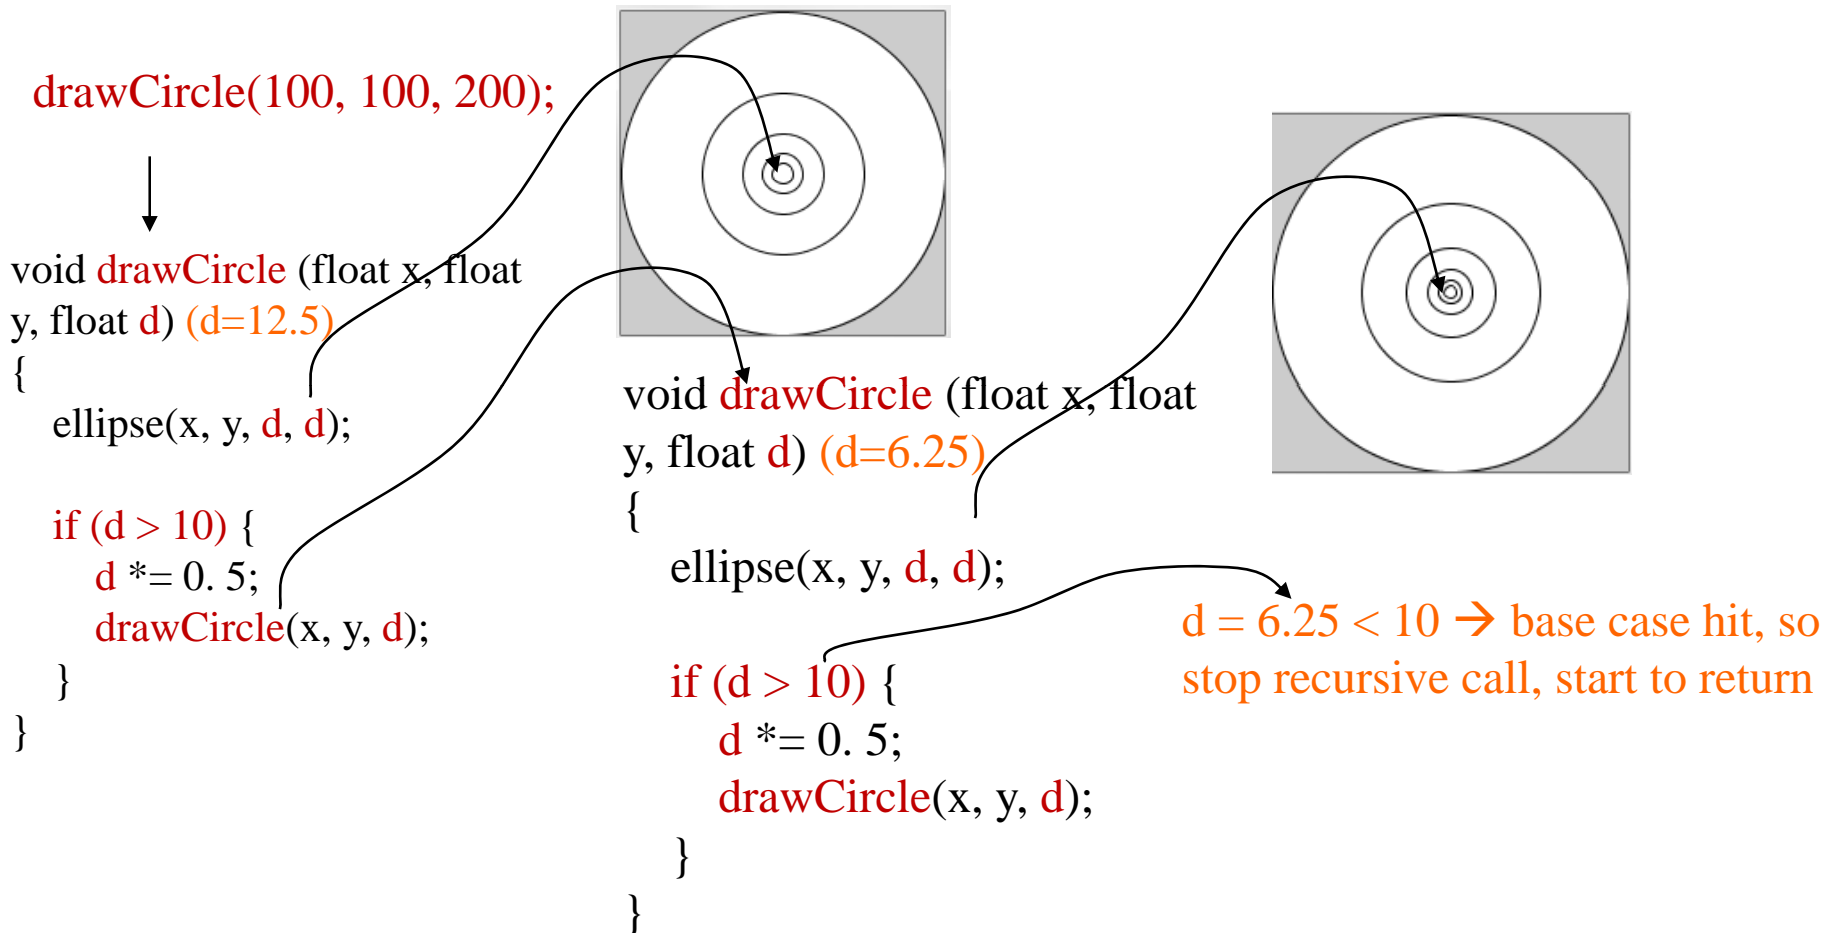 drawCircle(100, 100, 200);
void drawCircle (float x, float
y, float d) (d=12.5)
{
ellipse(x, y, d, d);
if (d > 10) {
d *= 0. 5;
drawCircle(x, y, d);
}
}
void drawCircle (float x, float
y, float d) (d=6.25)
{
ellipse(x, y, d, d);
if (d > 10) {
d *= 0. 5;
drawCircle(x, y, d);
}
}
d = 6.25 < 10 → base case hit, so
stop recursive call, start to return